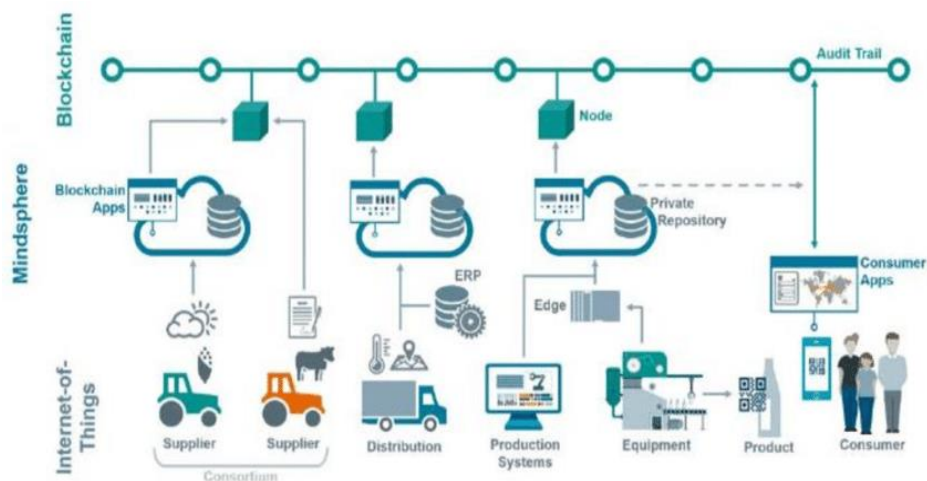 Blockchain
Audit Trail
Node
Mindsphere
Blockchain
Apps
Private
Repository
Consumer
Apps
ERP
Edge
Internet-of-
Things
Supplier
Supplier
Distribution
Production
Systems
Equipment
Product
Consumer
Consortium